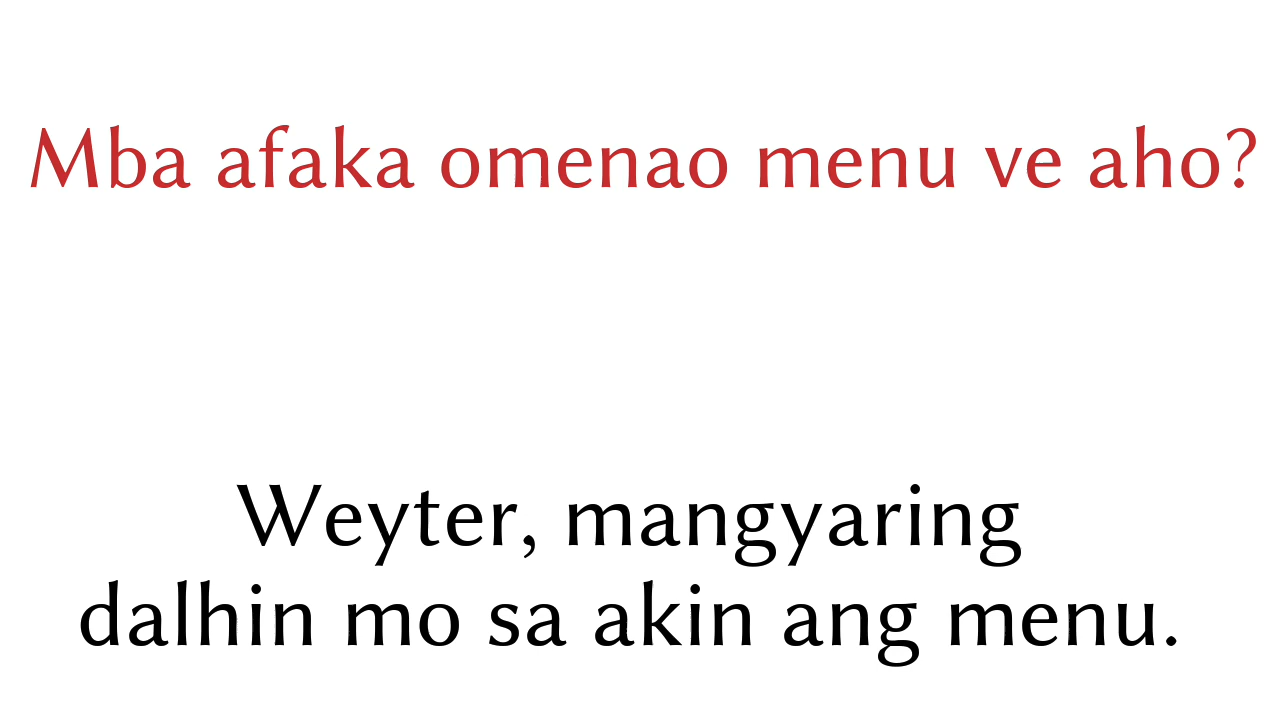 Mba afaka omenao menu ve aho?
Weyter, mangyaring
dalhin mo sa akin ang menu.